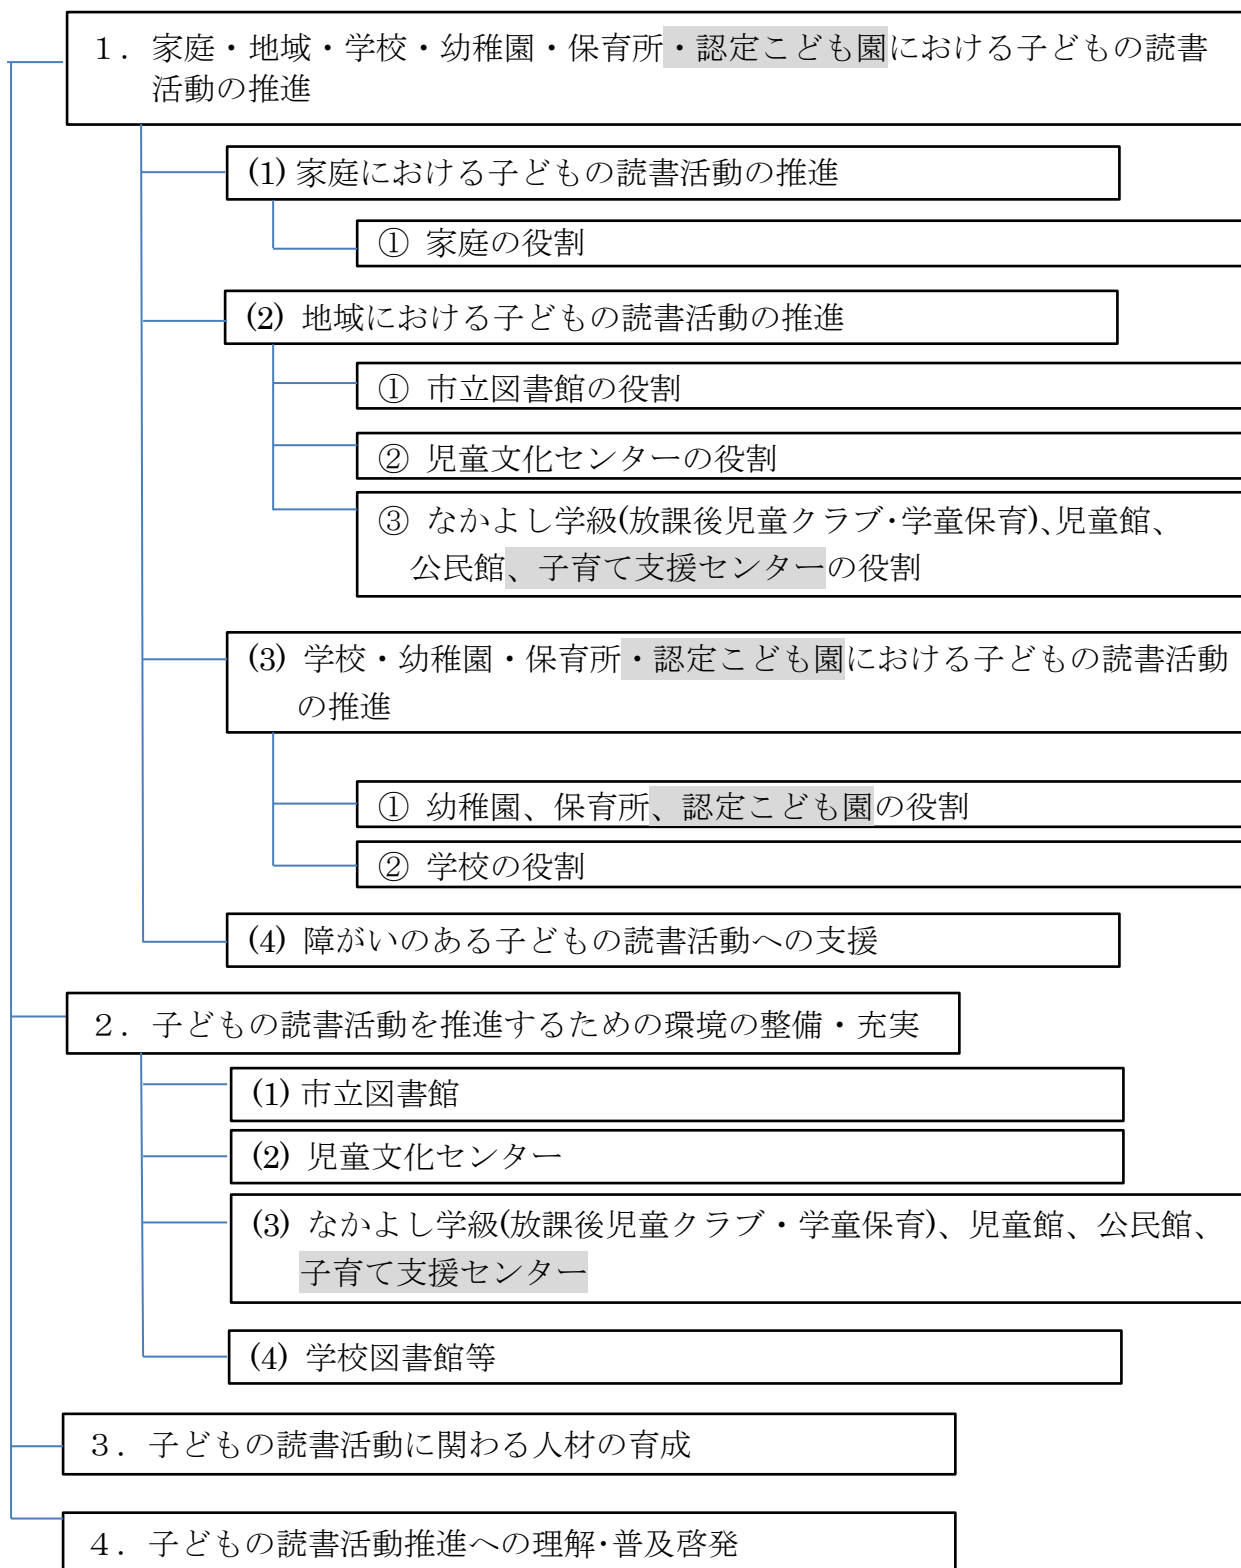 １．家庭・地域・学校・幼稚園・保育所・認定こども園における子どもの読書
活動の推進
(1) 家庭における子どもの読書活動の推進
① 家庭の役割
(2) 地域における子どもの読書活動の推進
① 市立図書館の役割
② 児童文化センターの役割
③ なかよし学級(放課後児童クラブ･学童保育)、児童館、
公民館、子育て支援センターの役割
(3) 学校・幼稚園・保育所・認定こども園における子どもの読書活動
の推進
① 幼稚園、保育所、認定こども園の役割
② 学校の役割
(4) 障がいのある子どもの読書活動への支援
２．子どもの読書活動を推進するための環境の整備・充実
(1) 市立図書館
(2) 児童文化センター
(3) なかよし学級(放課後児童クラブ・学童保育)、児童館、公民館、
子育て支援センター
(4) 学校図書館等
３．子どもの読書活動に関わる人材の育成
４．子どもの読書活動推進への理解･普及啓発